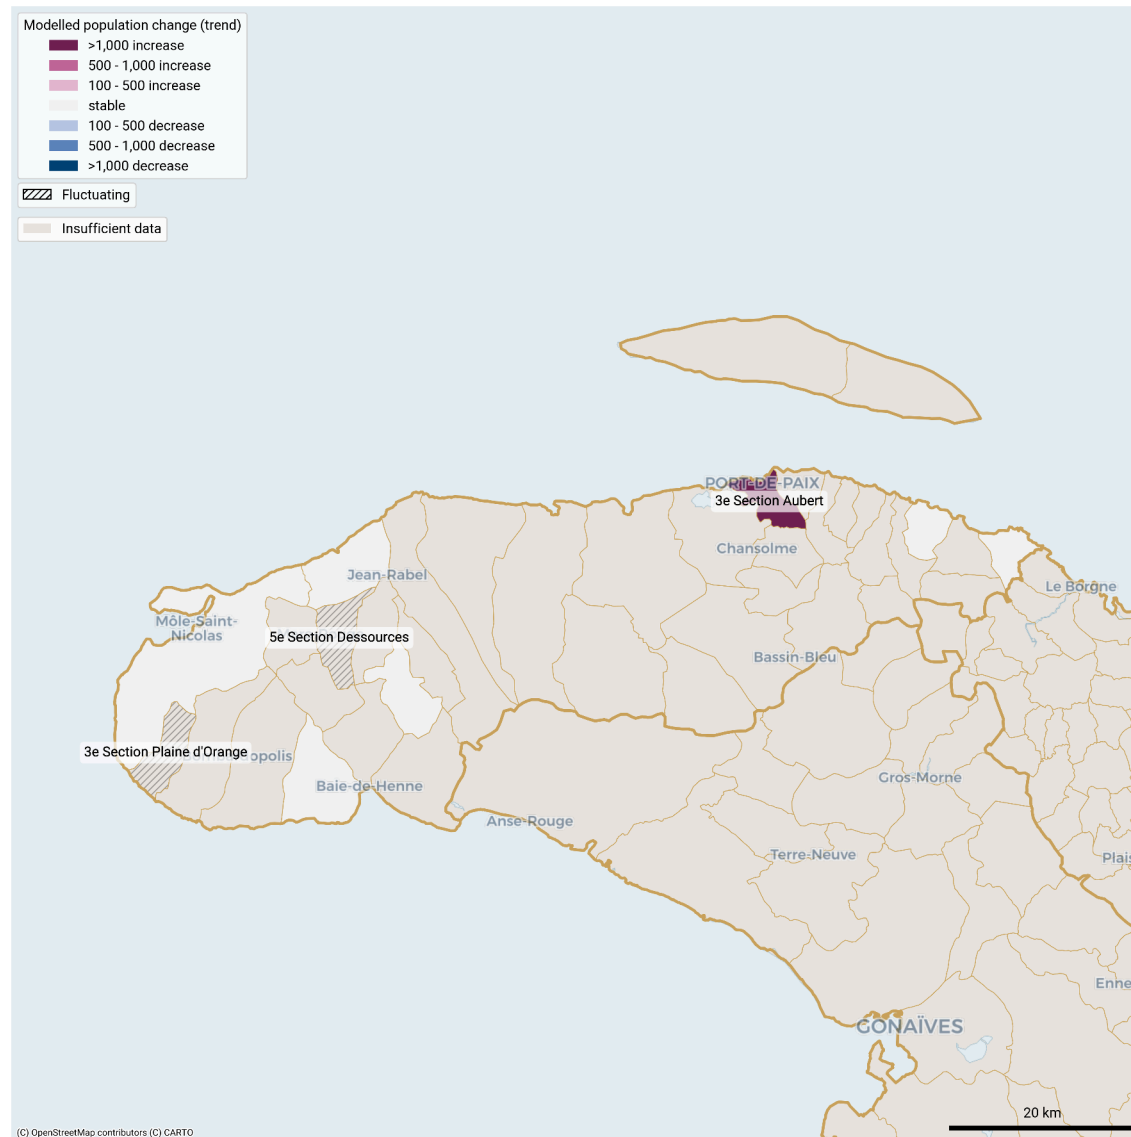 Modelled population change (trend)
>1,000 increase
500 - 1,000 increase
100 - 500 increase
stable
100 - 500 decrease
500 - 1,000 decrease
>1,000 decrease
Fluctuating
Insufficient data
PORT-DE-PAIX
3e Section Aubert
Chansolme
Jean-Rabel
Le Borgne
Môle-Saint-
Nicolas
5e Section Dessources
Bassin-Bleu
3e Section Plaine d'Orange
Baie-de-Henne
Gros-Morne
Anse-Rouge
Terre-Neuve
Plais
Enne
GONAÏVES
20 km
(C) OpenStreetMap contributors (C) CARTO